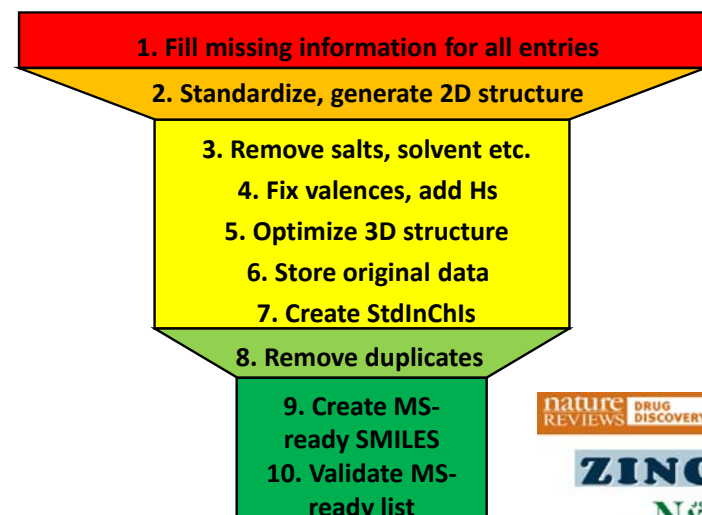 1. Fill missing information for all entries
2. Standardize, generate 2D structure
3. Remove salts, solvent etc.
4. Fix valences, add Hs
5. Optimize 3D structure
6. Store original data
7. Create StdInChIs
8. Remove duplicates
9. Create MS-
ready SMILES
10. Validate MS-
ready list
nature DRUG
REVIEWS DISCOVERY
ZINC